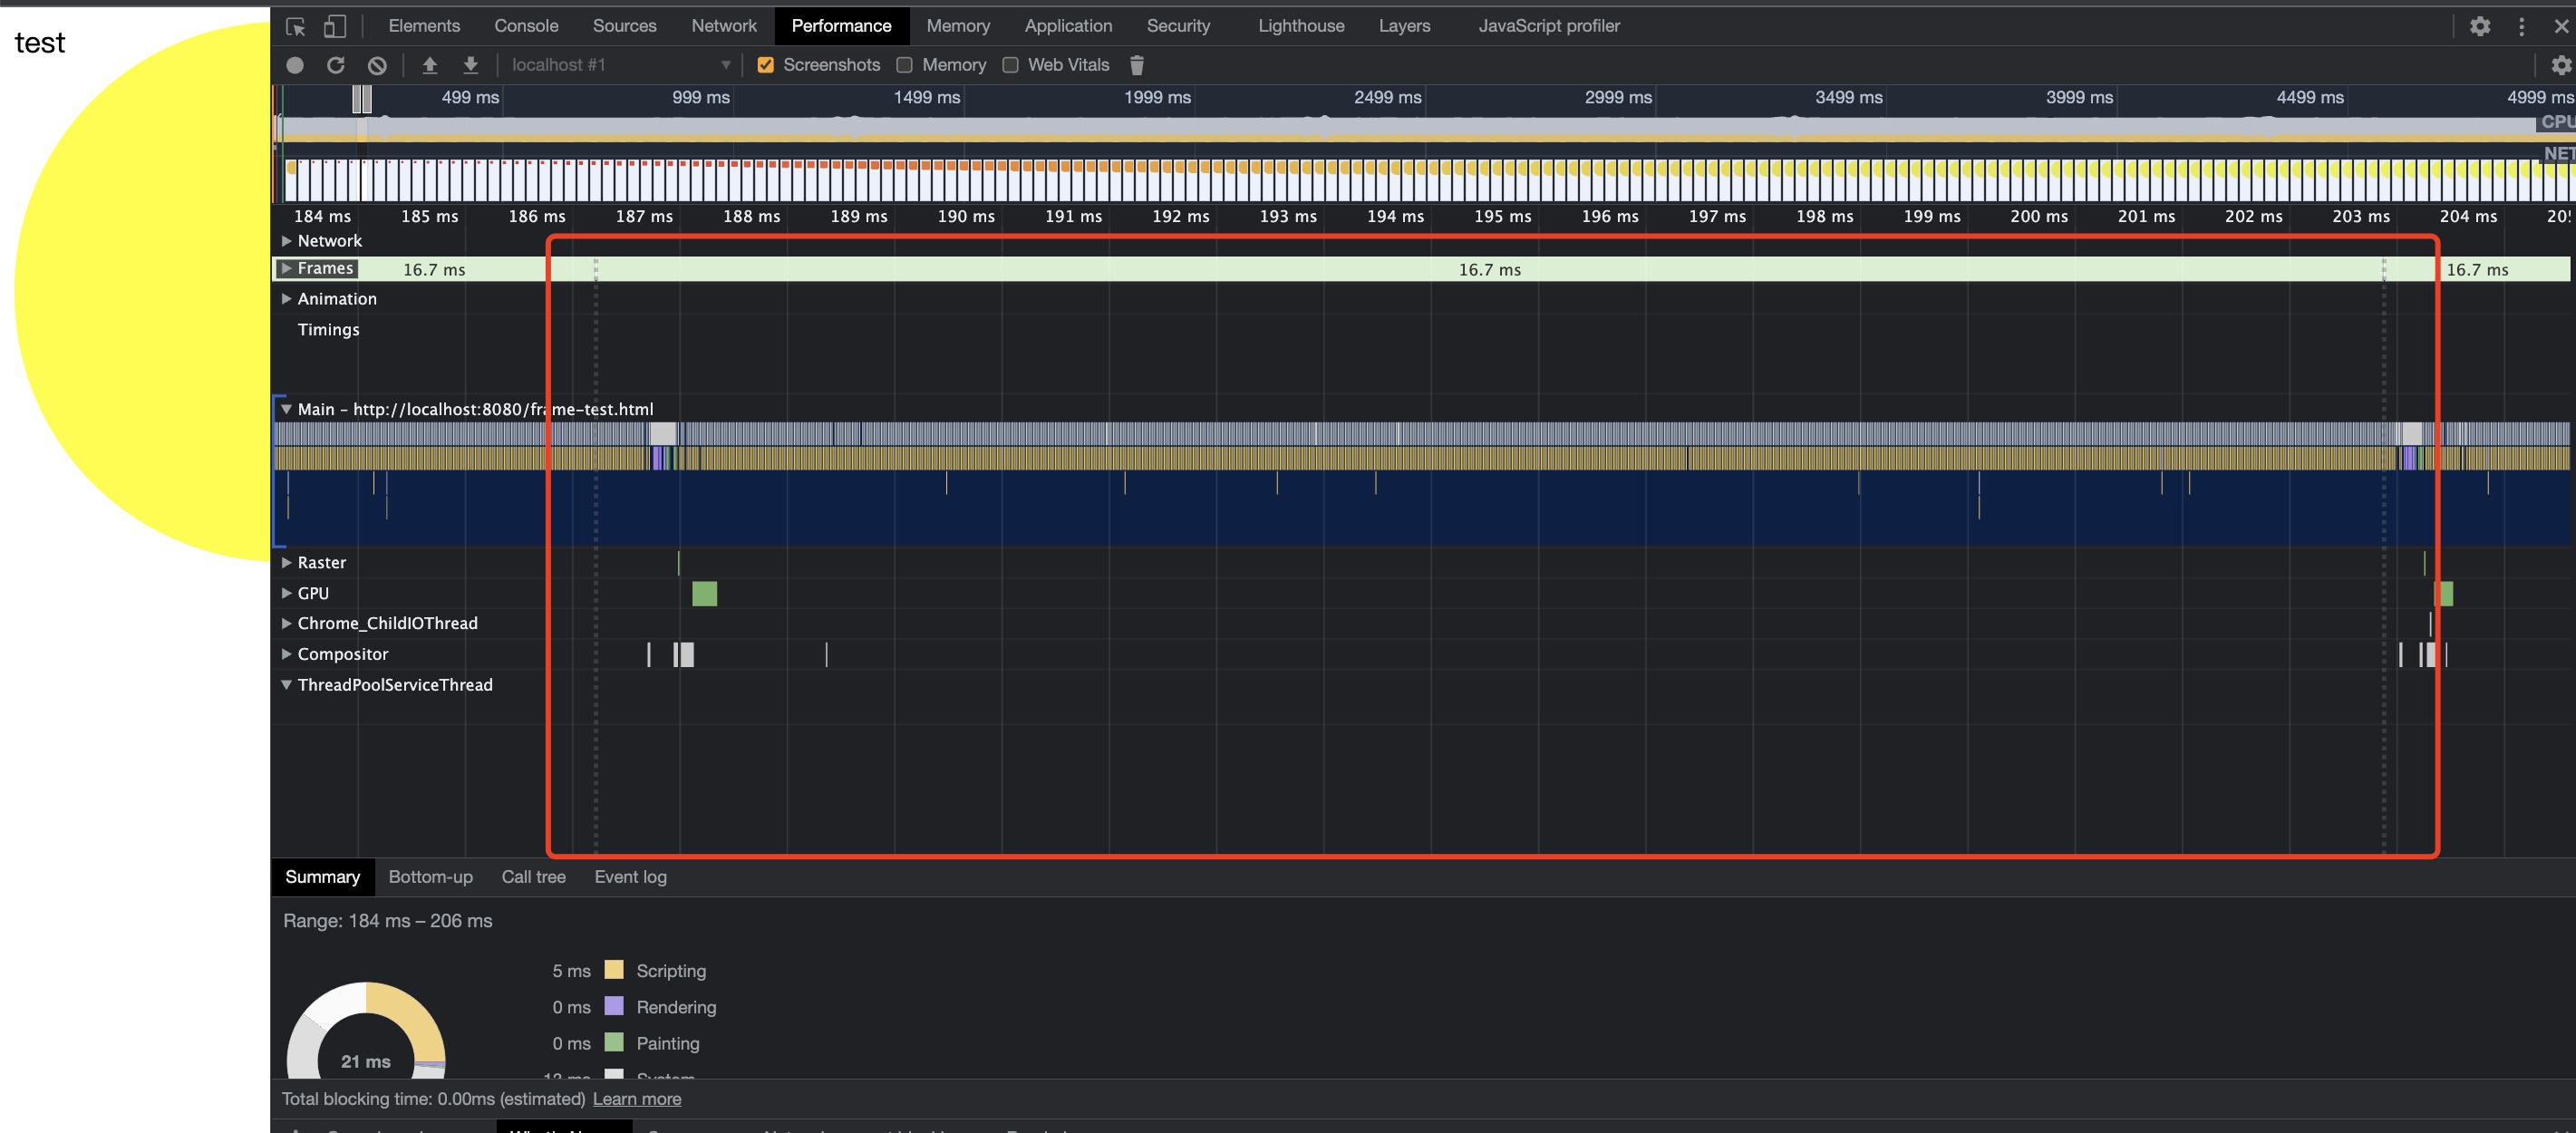 test
Elements Console Sources Network Performance Memory Application Security Lighthouse Layers JavaScript profiler
localhost #1 Screenshots Memory Web Vitals
499 ms 999 ms 1499 ms 1999 ms 2499 ms 2999 ms 3499 ms 3999 ms 4499 ms 4999 ms
CPU
NET
184 ms 185 ms 186 ms 187 ms 188 ms 189 ms 190 ms 191 ms 192 ms 193 ms 194 ms 195 ms 196 ms 197 ms 198 ms 199 ms 200 ms 201 ms 202 ms 203 ms 204 ms
Network
Frames 16.7 ms 16.7 ms 16.7 ms
Animation
Timings
Main – http://localhost:8080/frame-test.html
Raster
GPU
Chrome_ChildIOThread
Compositor
ThreadPoolServiceThread
Summary Bottom-up Call tree Event log
Range: 184 ms – 206 ms
5 ms Scripting
0 ms Rendering
0 ms Painting
21 ms
System
Total blocking time: 0.00ms (estimated) Learn more